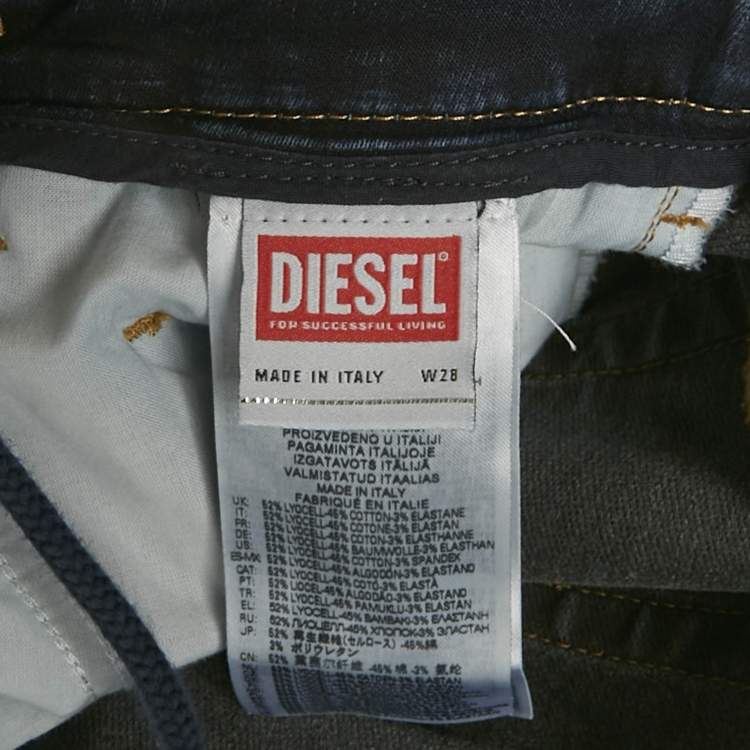 DIESEL®
FOR SUCCESSFUL LIVING
MADE IN ITALY W28
PROIZVEDENO U ITALIJI
PAGAMINTA ITALIJOJE
IZGATAVOTS ITĀLIJĀ
VALMISTATUD ITAALIAS
MADE IN ITALY
FABRIQUÉ EN ITALIE
UK: 52% LYOCELL-45% COTTON-3% ELASTANE
IT: 52% LYOCELL-45% COTONE-3% ELASTAN
FR: 52% LYOCELL-45% COTON-3% ELASTHANNE
DE: 52% LYOCELL-45% BAUMWOLLE-3% ELASTHAN
US: 52% LYOCELL-45% COTTON-3% SPANDEX
ES-MX: 52% LYOCELL-45% ALGODÓN-3% ELASTANO
CAT: 52% LYOCELL-45% COTÓ-3% ELASTÀ
PT: 52% LYOCELL-45% ALGODÃO-3% ELASTANO
TR: 52% LYOCELL-45% PAMUKLU-3% ELASTAN
EL: 52% LYOCELL-45% ΒΑΜΒΑΚΙ-3% ΕΛΑΣΤΑΝΗ
RU: 52% ЛИОЦЕЛЛ-45% ХЛОПОК-3% ЭЛАСТАН
JP: 52% 再生繊維(セルロース)-45%綿
3% ポリウレタン
CN: 52% 莱赛尔纤维-45%棉-3% 氨纶